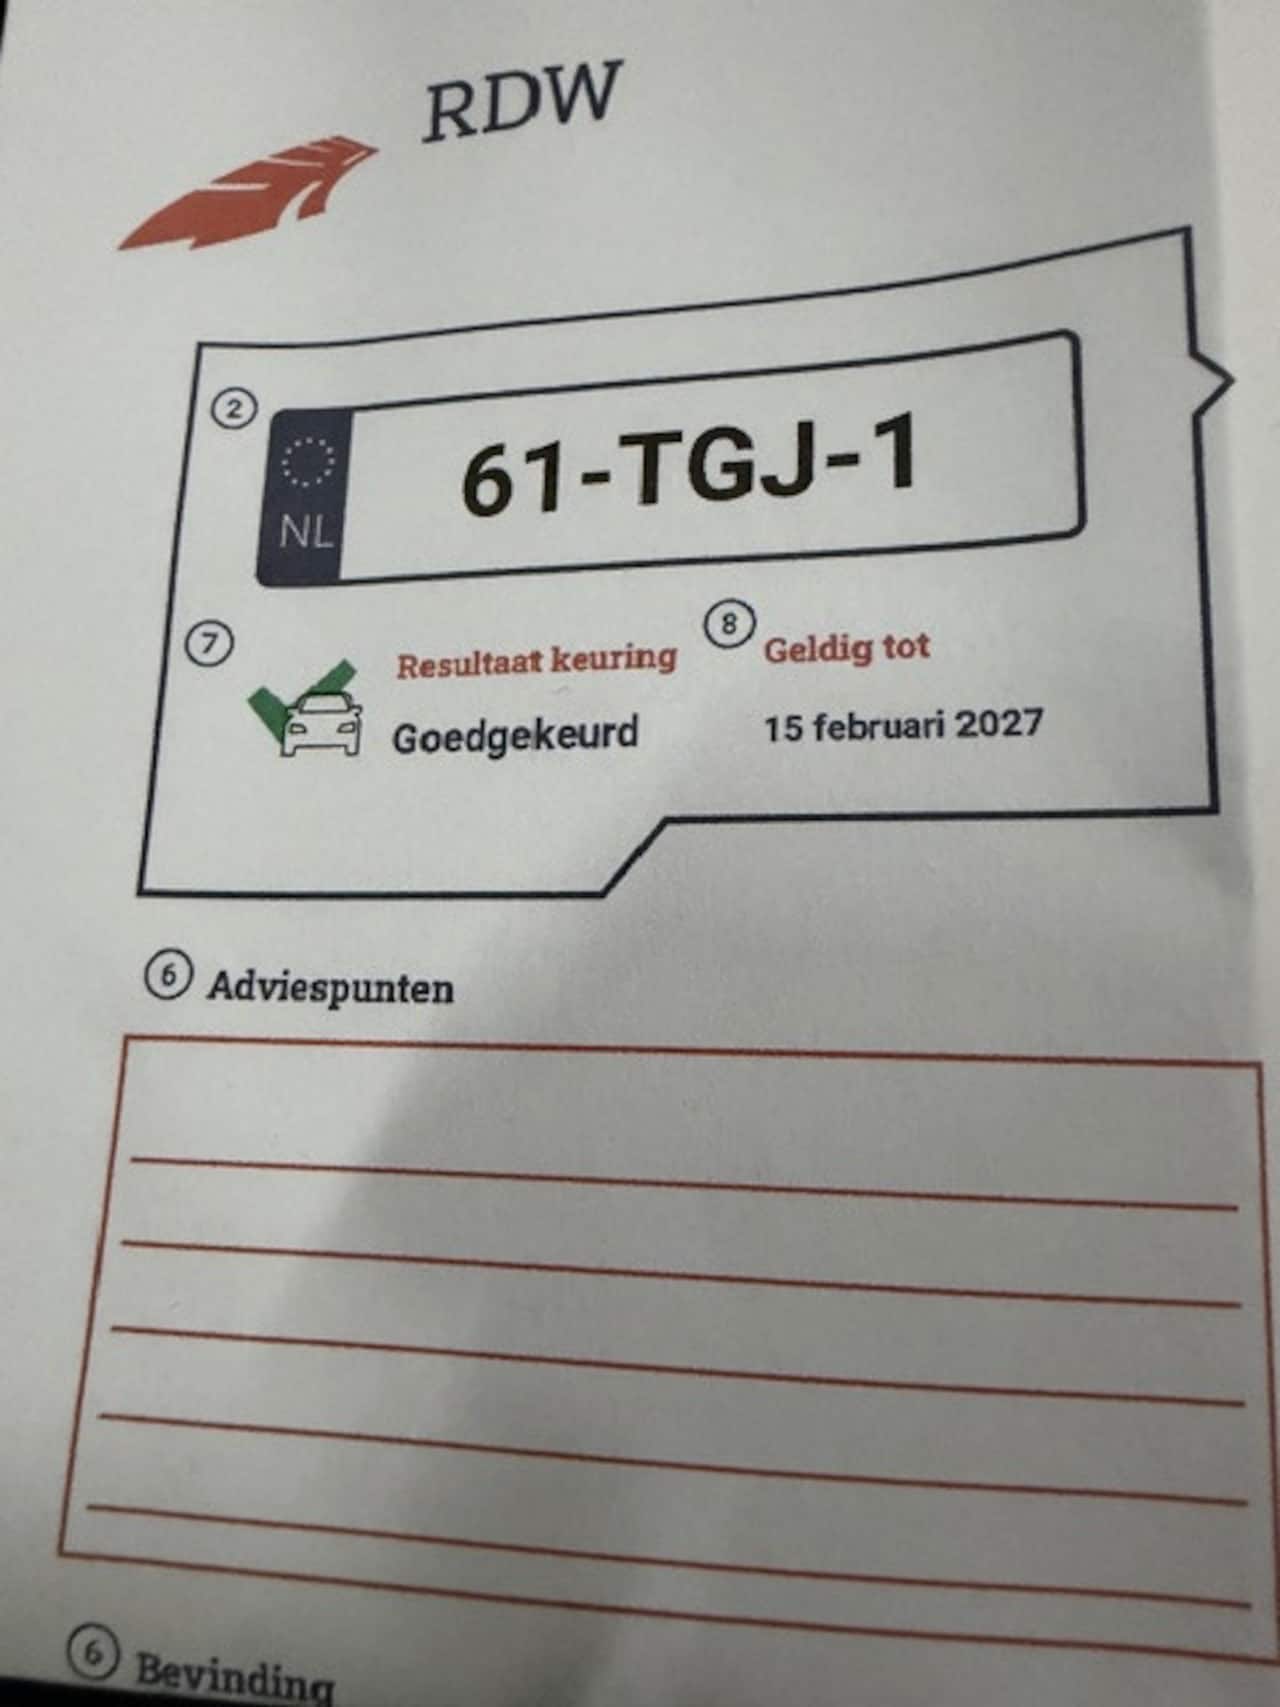 RDW
2
NL
61-TGJ-1
7
Resultaat keuring
8
Geldig tot
Goedgekeurd
15 februari 2027
6 Adviespunten
6 Bevinding